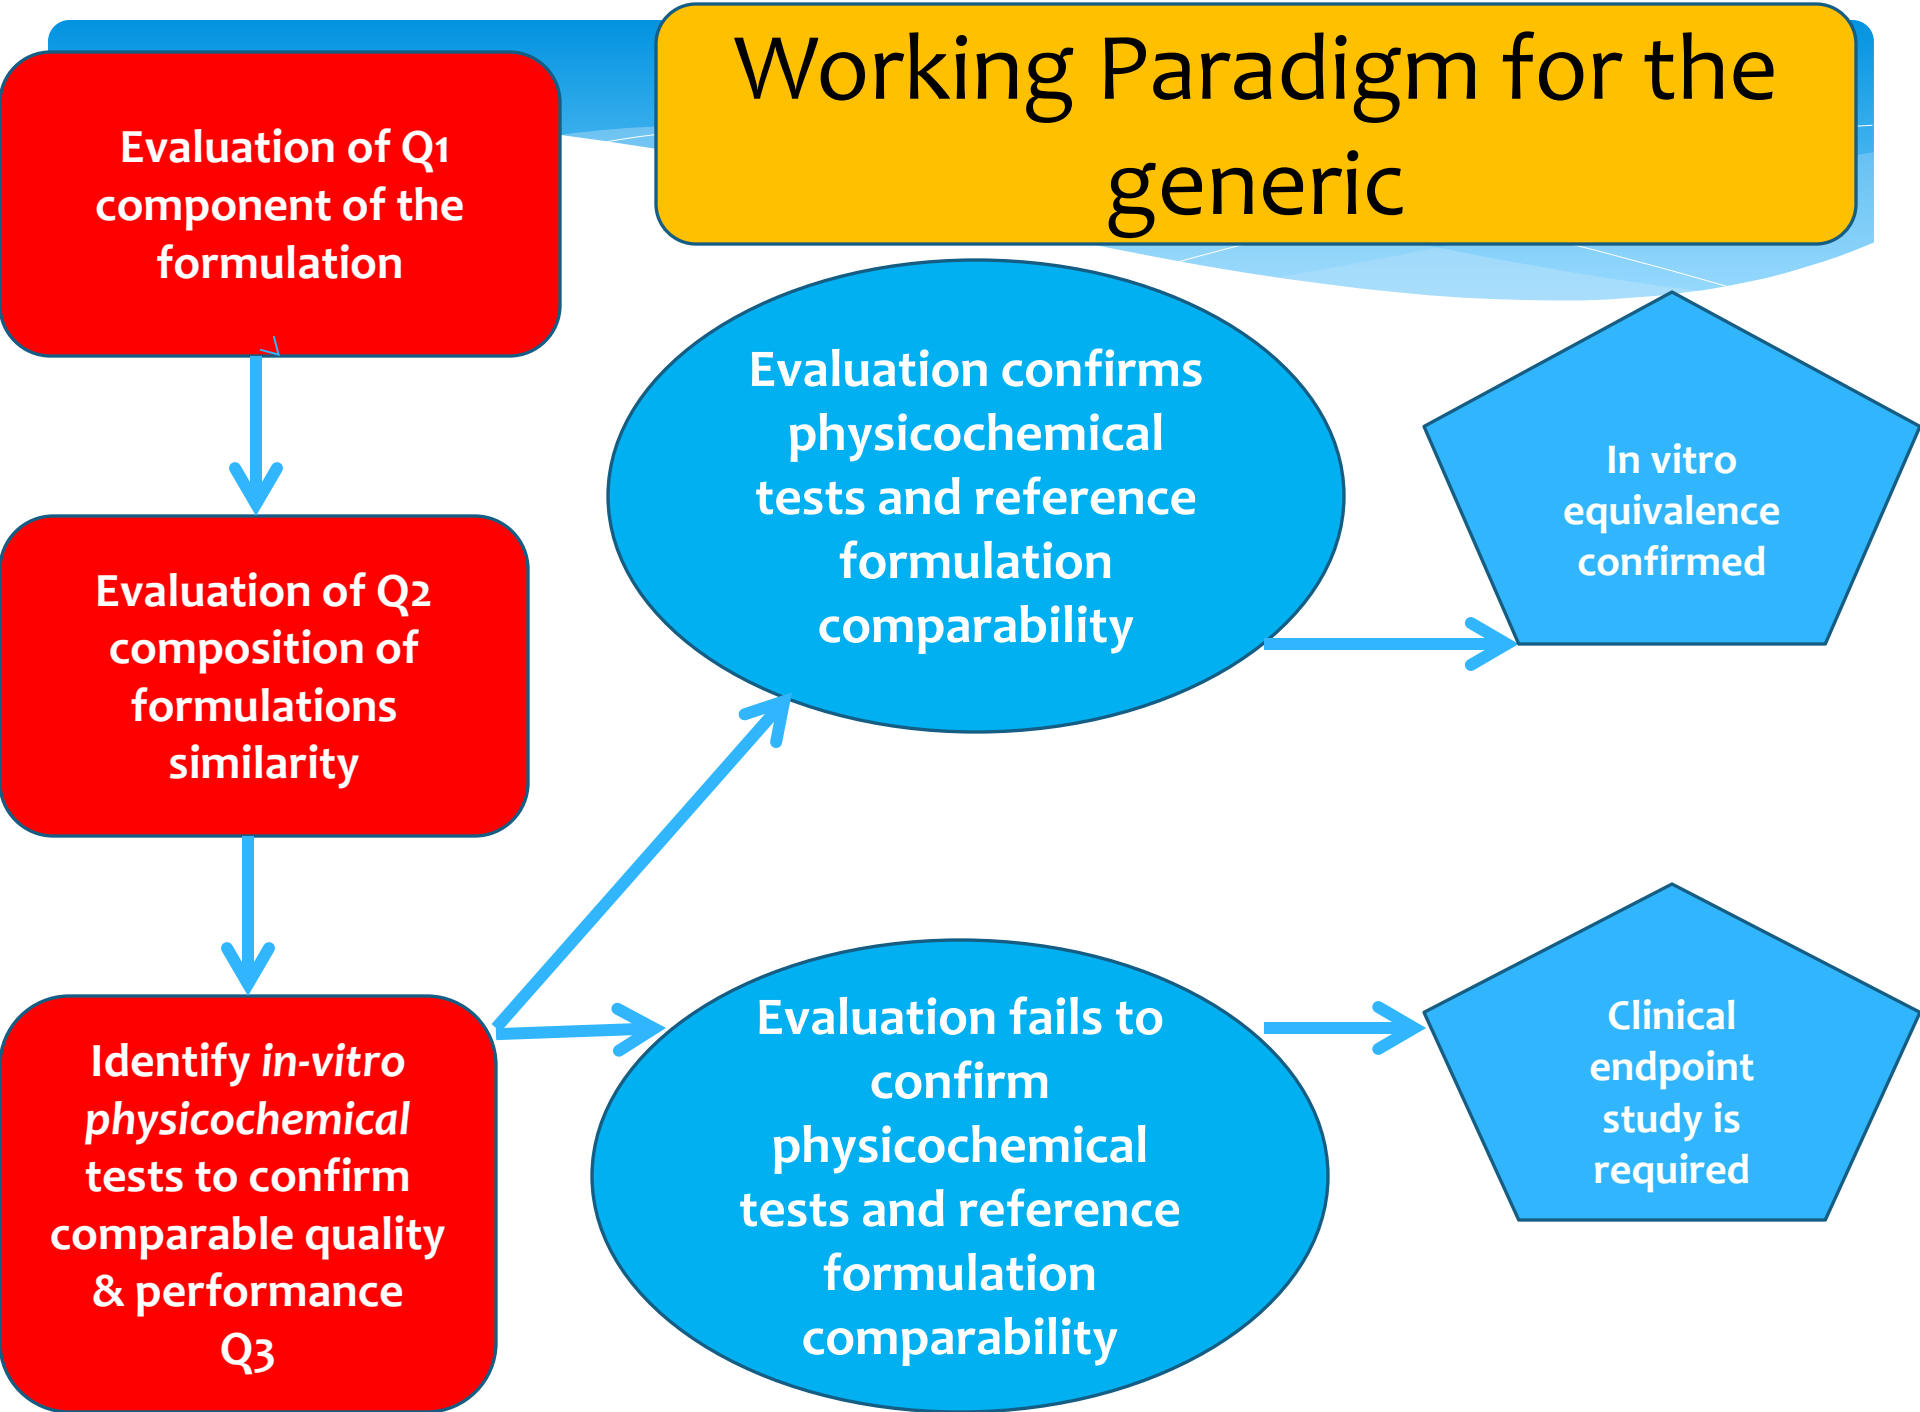 Working Paradigm for the
generic
Evaluation of Q1
component of the
formulation
Evaluation of Q2
composition of
formulations
similarity
Identify in-vitro
physicochemical
tests to confirm
comparable quality
& performance
Q3
Evaluation confirms
physicochemical
tests and reference
formulation
comparability
In vitro
equivalence
confirmed
Evaluation fails to
confirm
physicochemical
tests and reference
formulation
comparability
Clinical
endpoint
study is
required